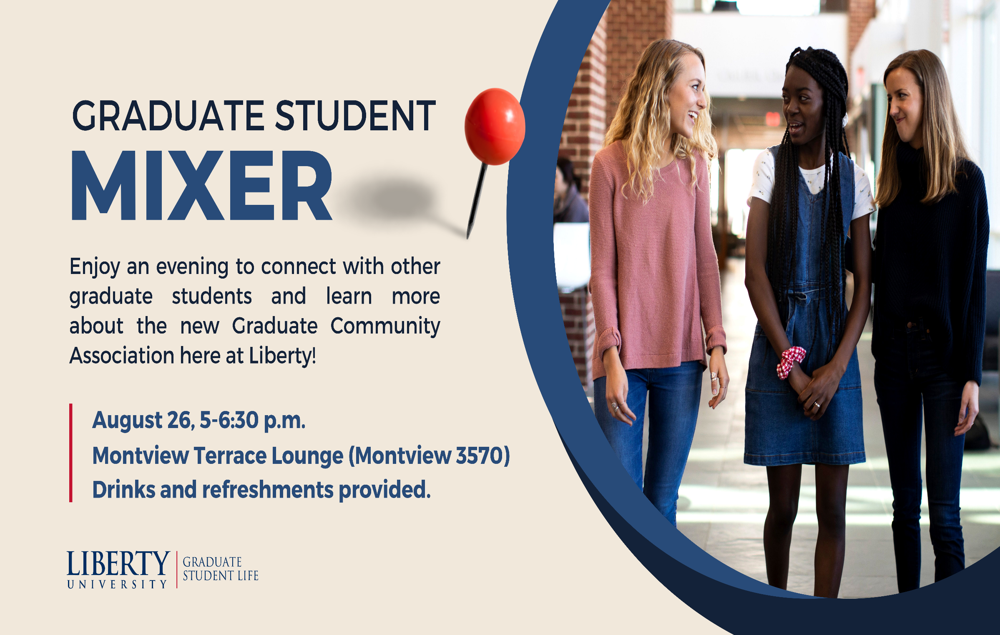 GRADUATE STUDENT
MIXER
Enjoy an evening to connect with other
graduate students and learn more
about the new Graduate Community
Association here at Liberty!
August 26, 5-6:30 p.m.
Montview Terrace Lounge (Montview 3570)
Drinks and refreshments provided.
LIBERTY
UNIVERSITY
GRADUATE
STUDENT LIFE